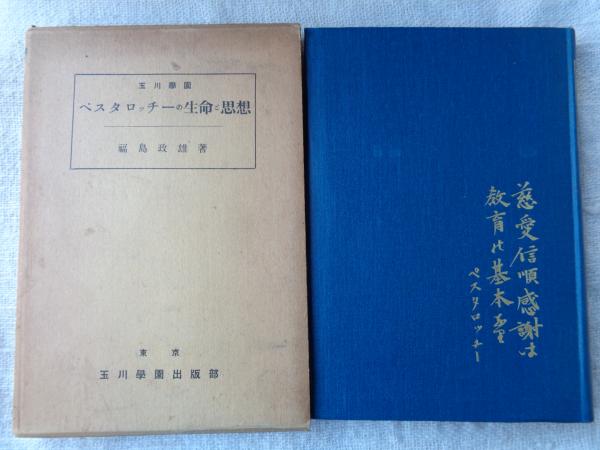 玉川學園
ペスタロッチーの生命と思想
福島政雄著
東京
玉川學園出版部
慈愛信順感謝は
教育の基本なり
ペスタロッチー